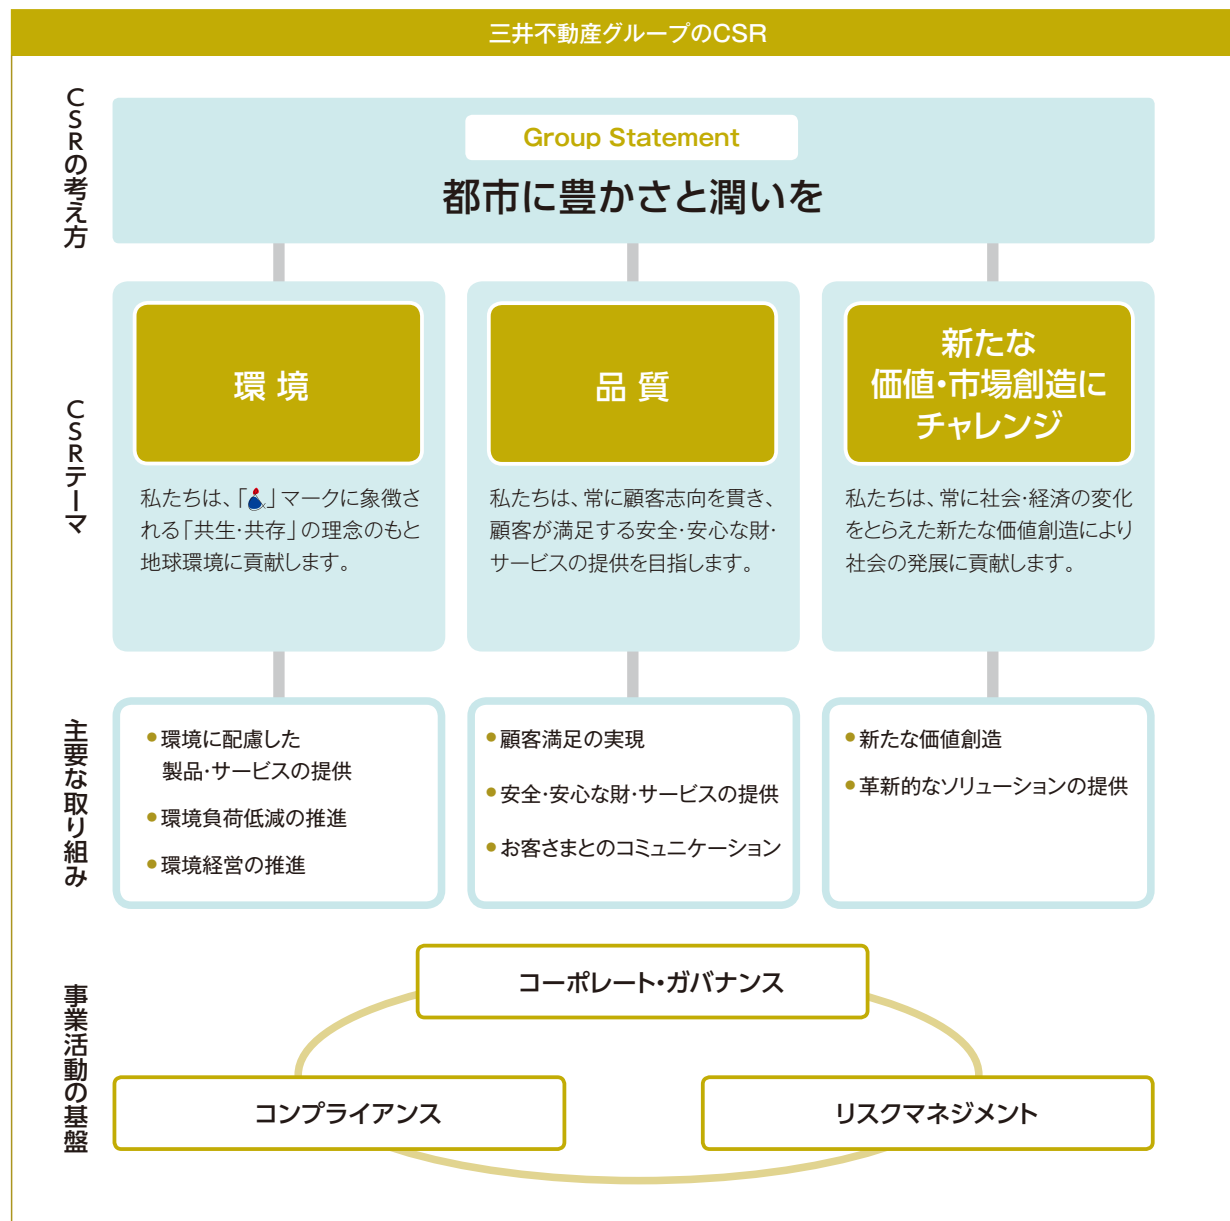 三井不動産グループのCSR
CSRの考え方
Group Statement
都市に豊かさと潤いを
CSRテーマ
環境
私たちは、「」マークに象徴さ
れる「共生・共存」の理念のもと
地球環境に貢献します。
品質
私たちは、常に顧客志向を貫き、
顧客が満足する安全・安心な財・
サービスの提供を目指します。
新たな
価値・市場創造に
チャレンジ
私たちは、常に社会・経済の変化
をとらえた新たな価値創造により
社会の発展に貢献します。
主要な取り組み
●環境に配慮した
製品・サービスの提供
●環境負荷低減の推進
●環境経営の推進
●顧客満足の実現
●安全・安心な財・サービスの提供
●お客さまとのコミュニケーション
●新たな価値創造
●革新的なソリューションの提供
事業活動の基盤
コーポレート・ガバナンス
コンプライアンス
リスクマネジメント